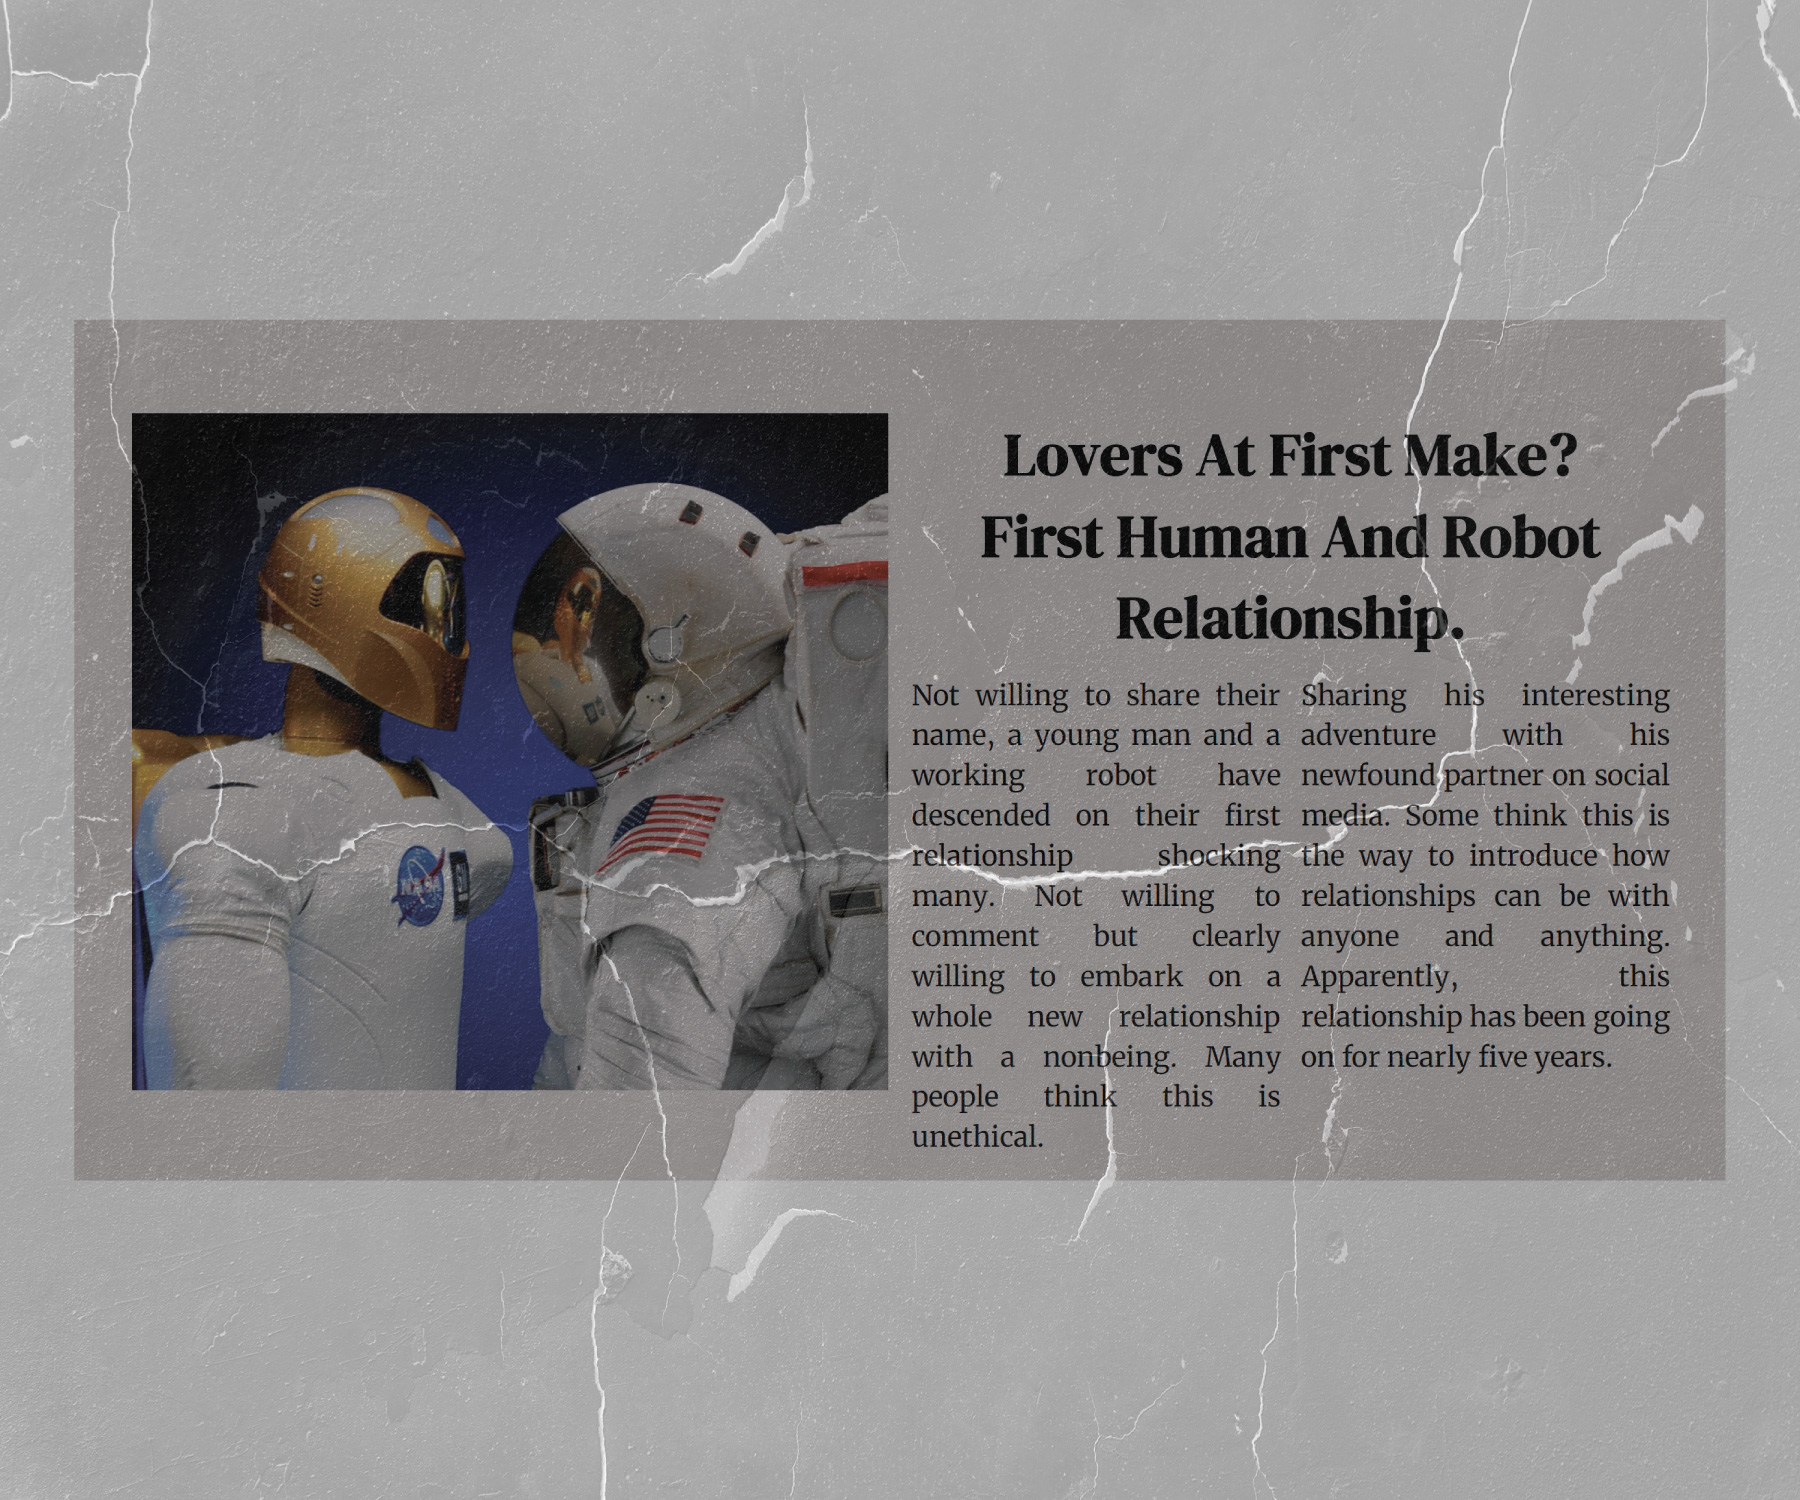 Lovers At First Make?
First Human And Robot
Relationship.
Not willing to share their
name, a young man and a
working robot have
descended on their first
relationship shocking
many. Not willing to
comment but clearly
willing to embark on a
whole new relationship
with a nonbeing. Many
people think this is
unethical.
Sharing his interesting
adventure with his
newfound partner on social
media. Some think this is
the way to introduce how
relationships can be with
anyone and anything.
Apparently, this
relationship has been going
on for nearly five years.
NASA